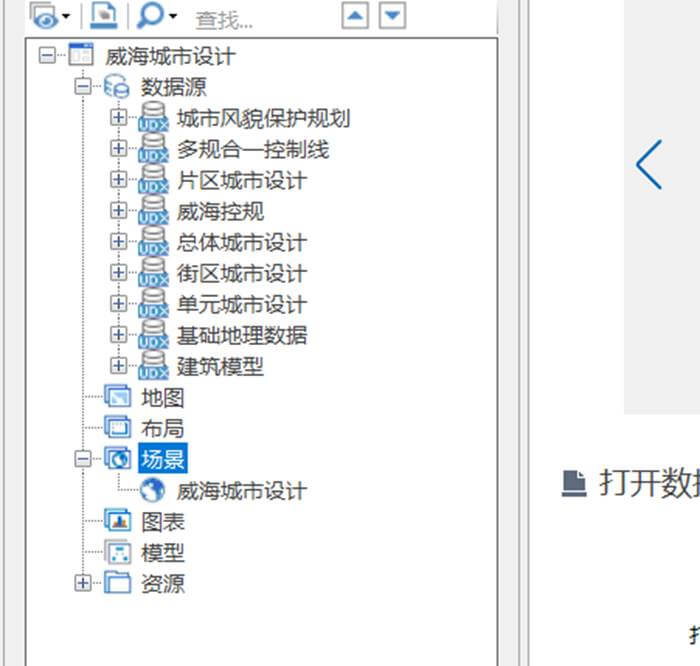 查找...
威海城市设计
数据源
UDX 城市风貌保护规划
UDX 多规合一控制线
UDX 片区城市设计
UDX 威海控规
UDX 总体城市设计
UDX 街区城市设计
UDX 单元城市设计
UDX 基础地理数据
UDX 建筑模型
地图
布局
场景
威海城市设计
打开数据
图表
模型
资源